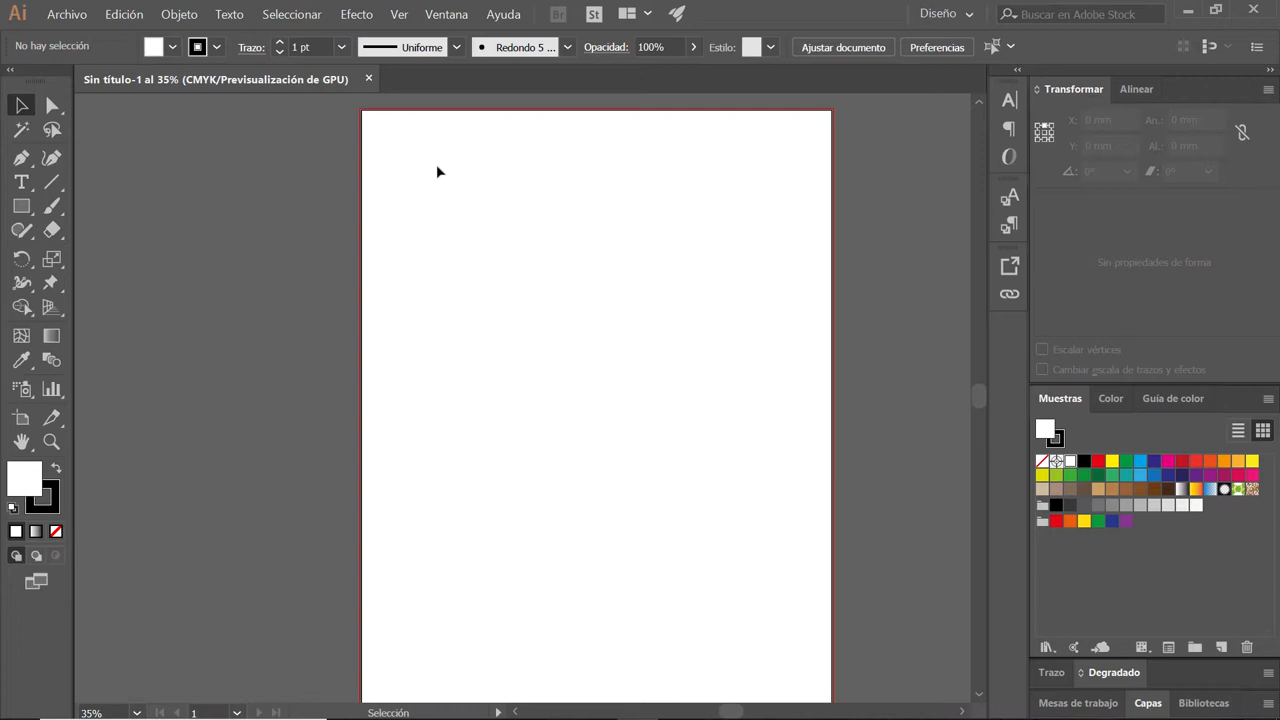 Ai Archivo Edición Objeto Texto Seleccionar Efecto Ver Ventana Ayuda Br St Diseño Buscar en Adobe Stock
No hay selección Trazo: 1 pt Uniforme Redondo 5 ... Opacidad: 100% Estilo: Ajustar documento Preferencias
Sin título-1 al 35% (CMYK/Previsualización de GPU)
Transformar Alinear
X: 0 mm An.: 0 mm
Y: 0 mm Al.: 0 mm
0° 0°
Sin propiedades de forma
Escalar vértices
Cambiar escala de trazos y efectos
Muestras Color Guía de color
Trazo Degradado
Mesas de trabajo Capas Bibliotecas
35% 1 Selección